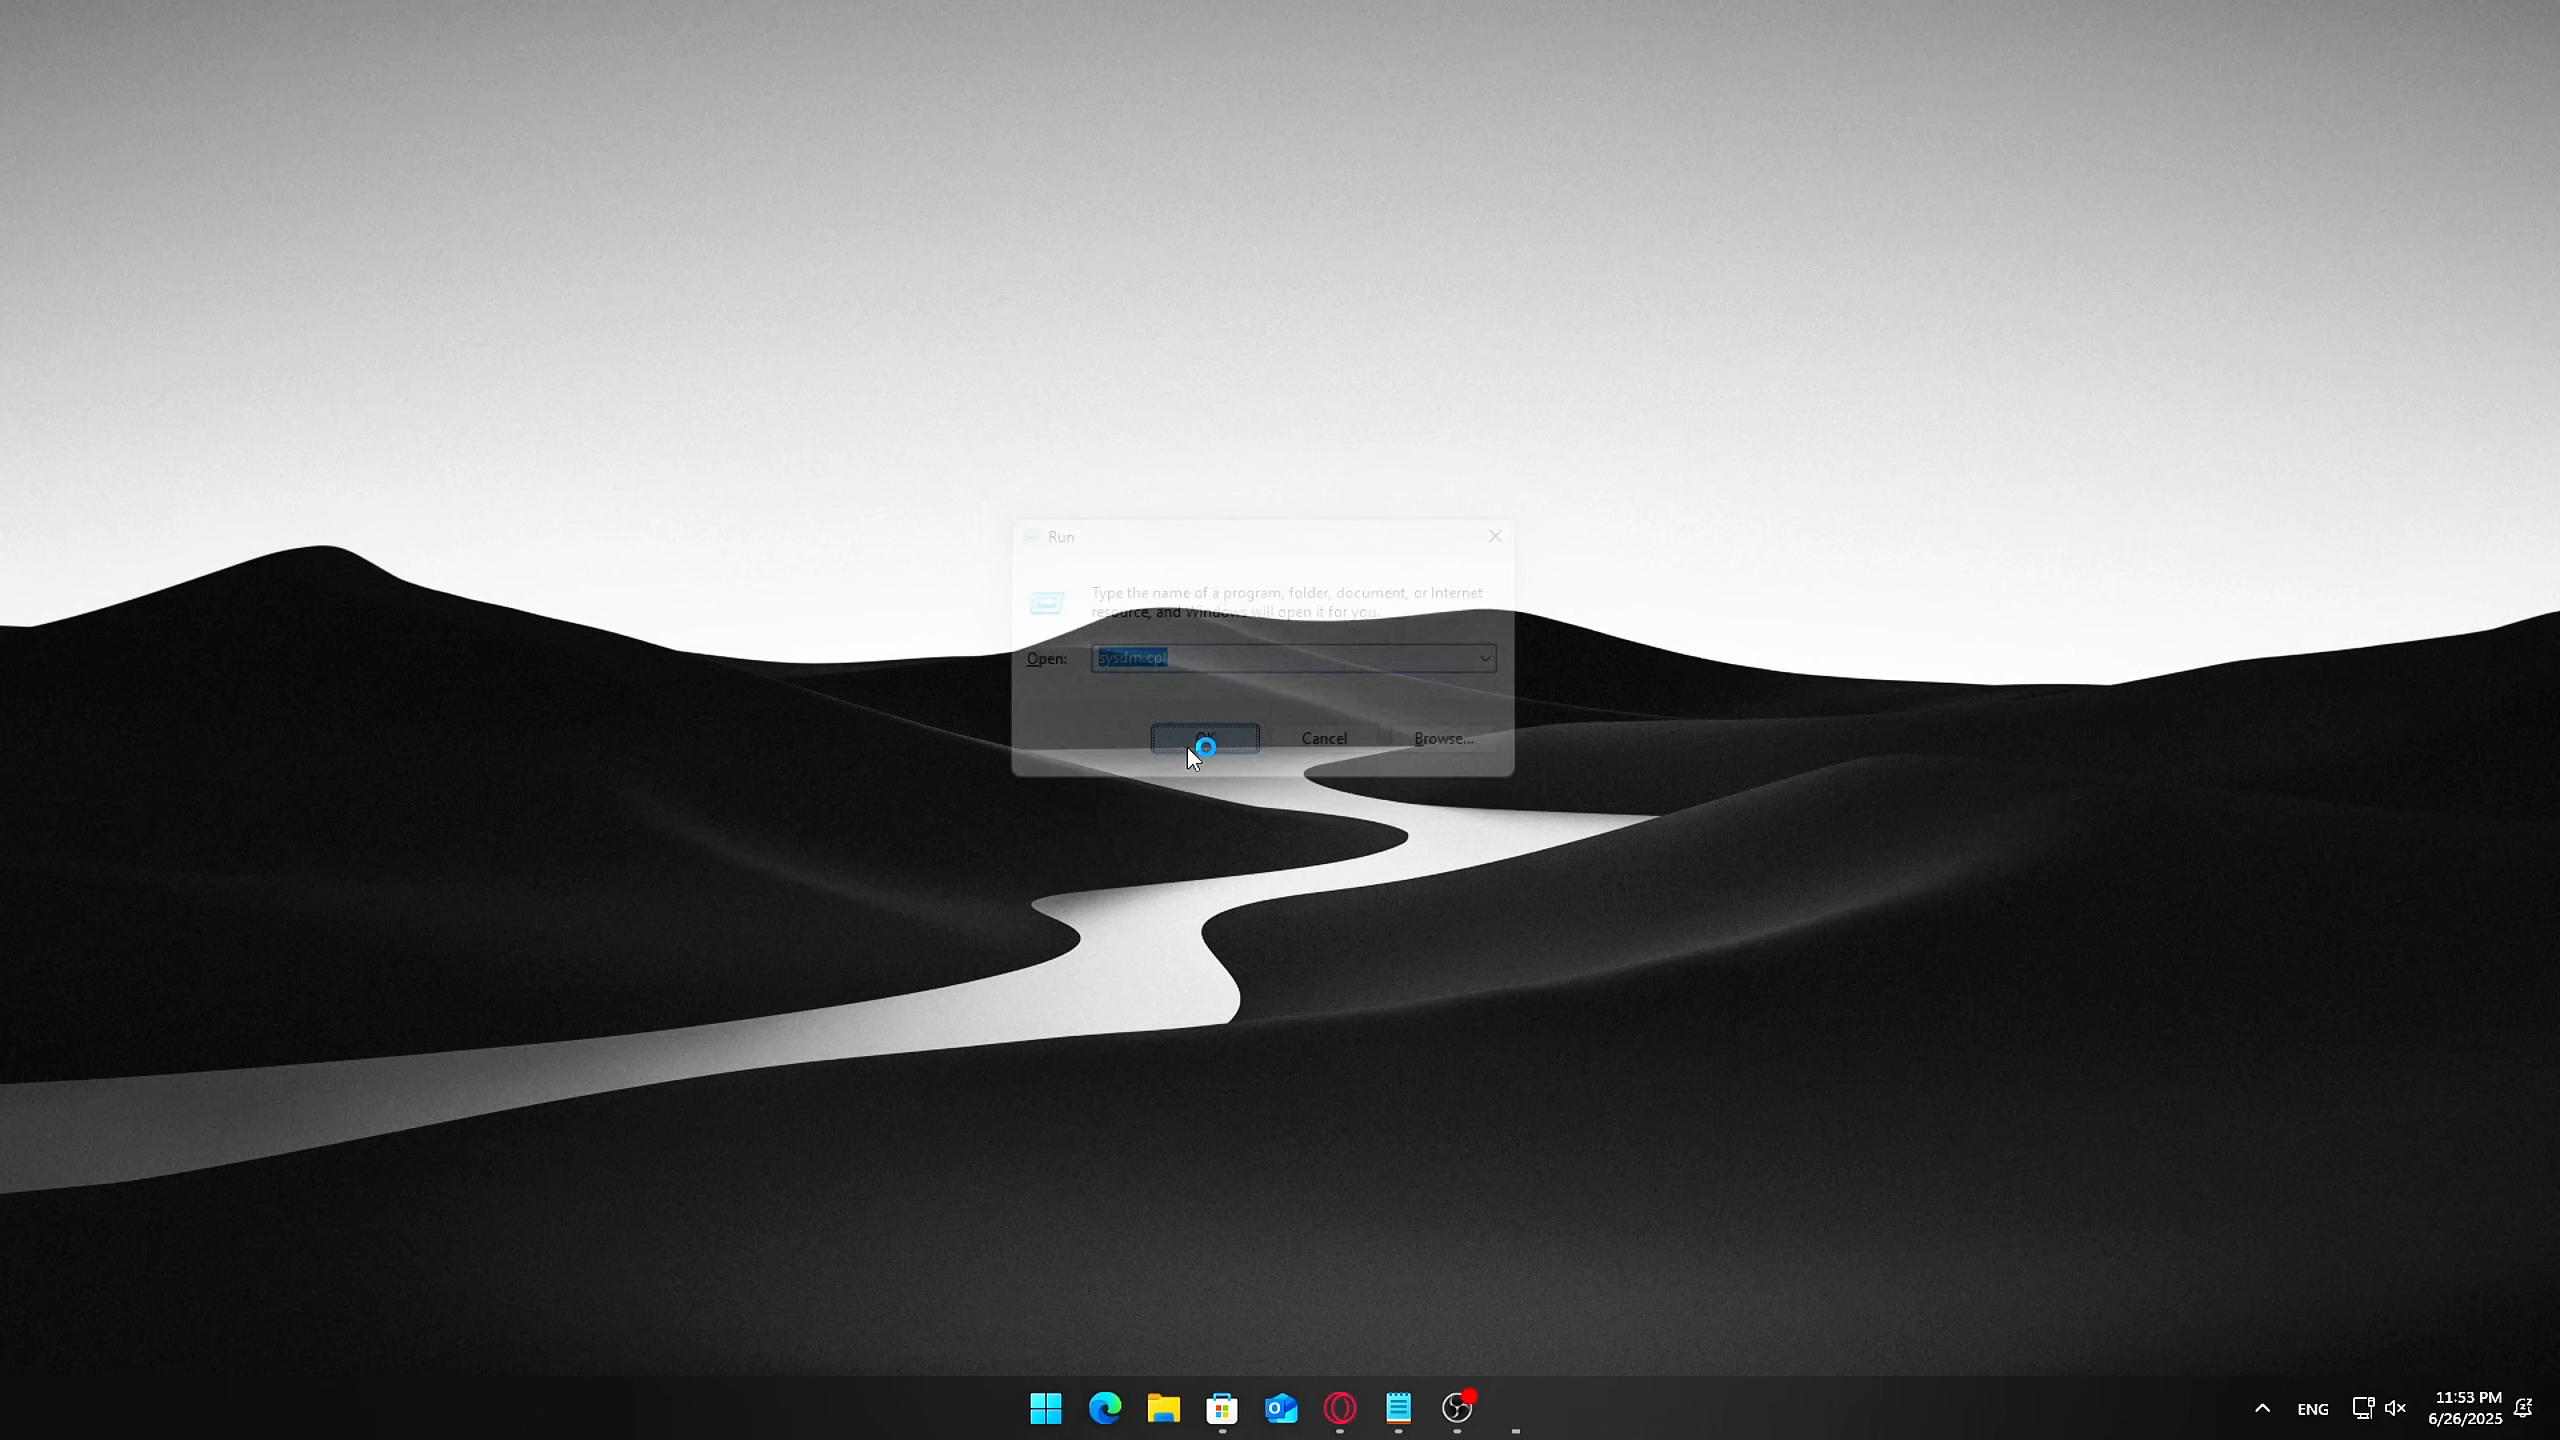 Run
Type the name of a program, folder, document, or Internet
resource, and Windows will open it for you.
Open:
sysdm.cpl
OK
Cancel
Browse...
ENG
11:53 PM
6/26/2025